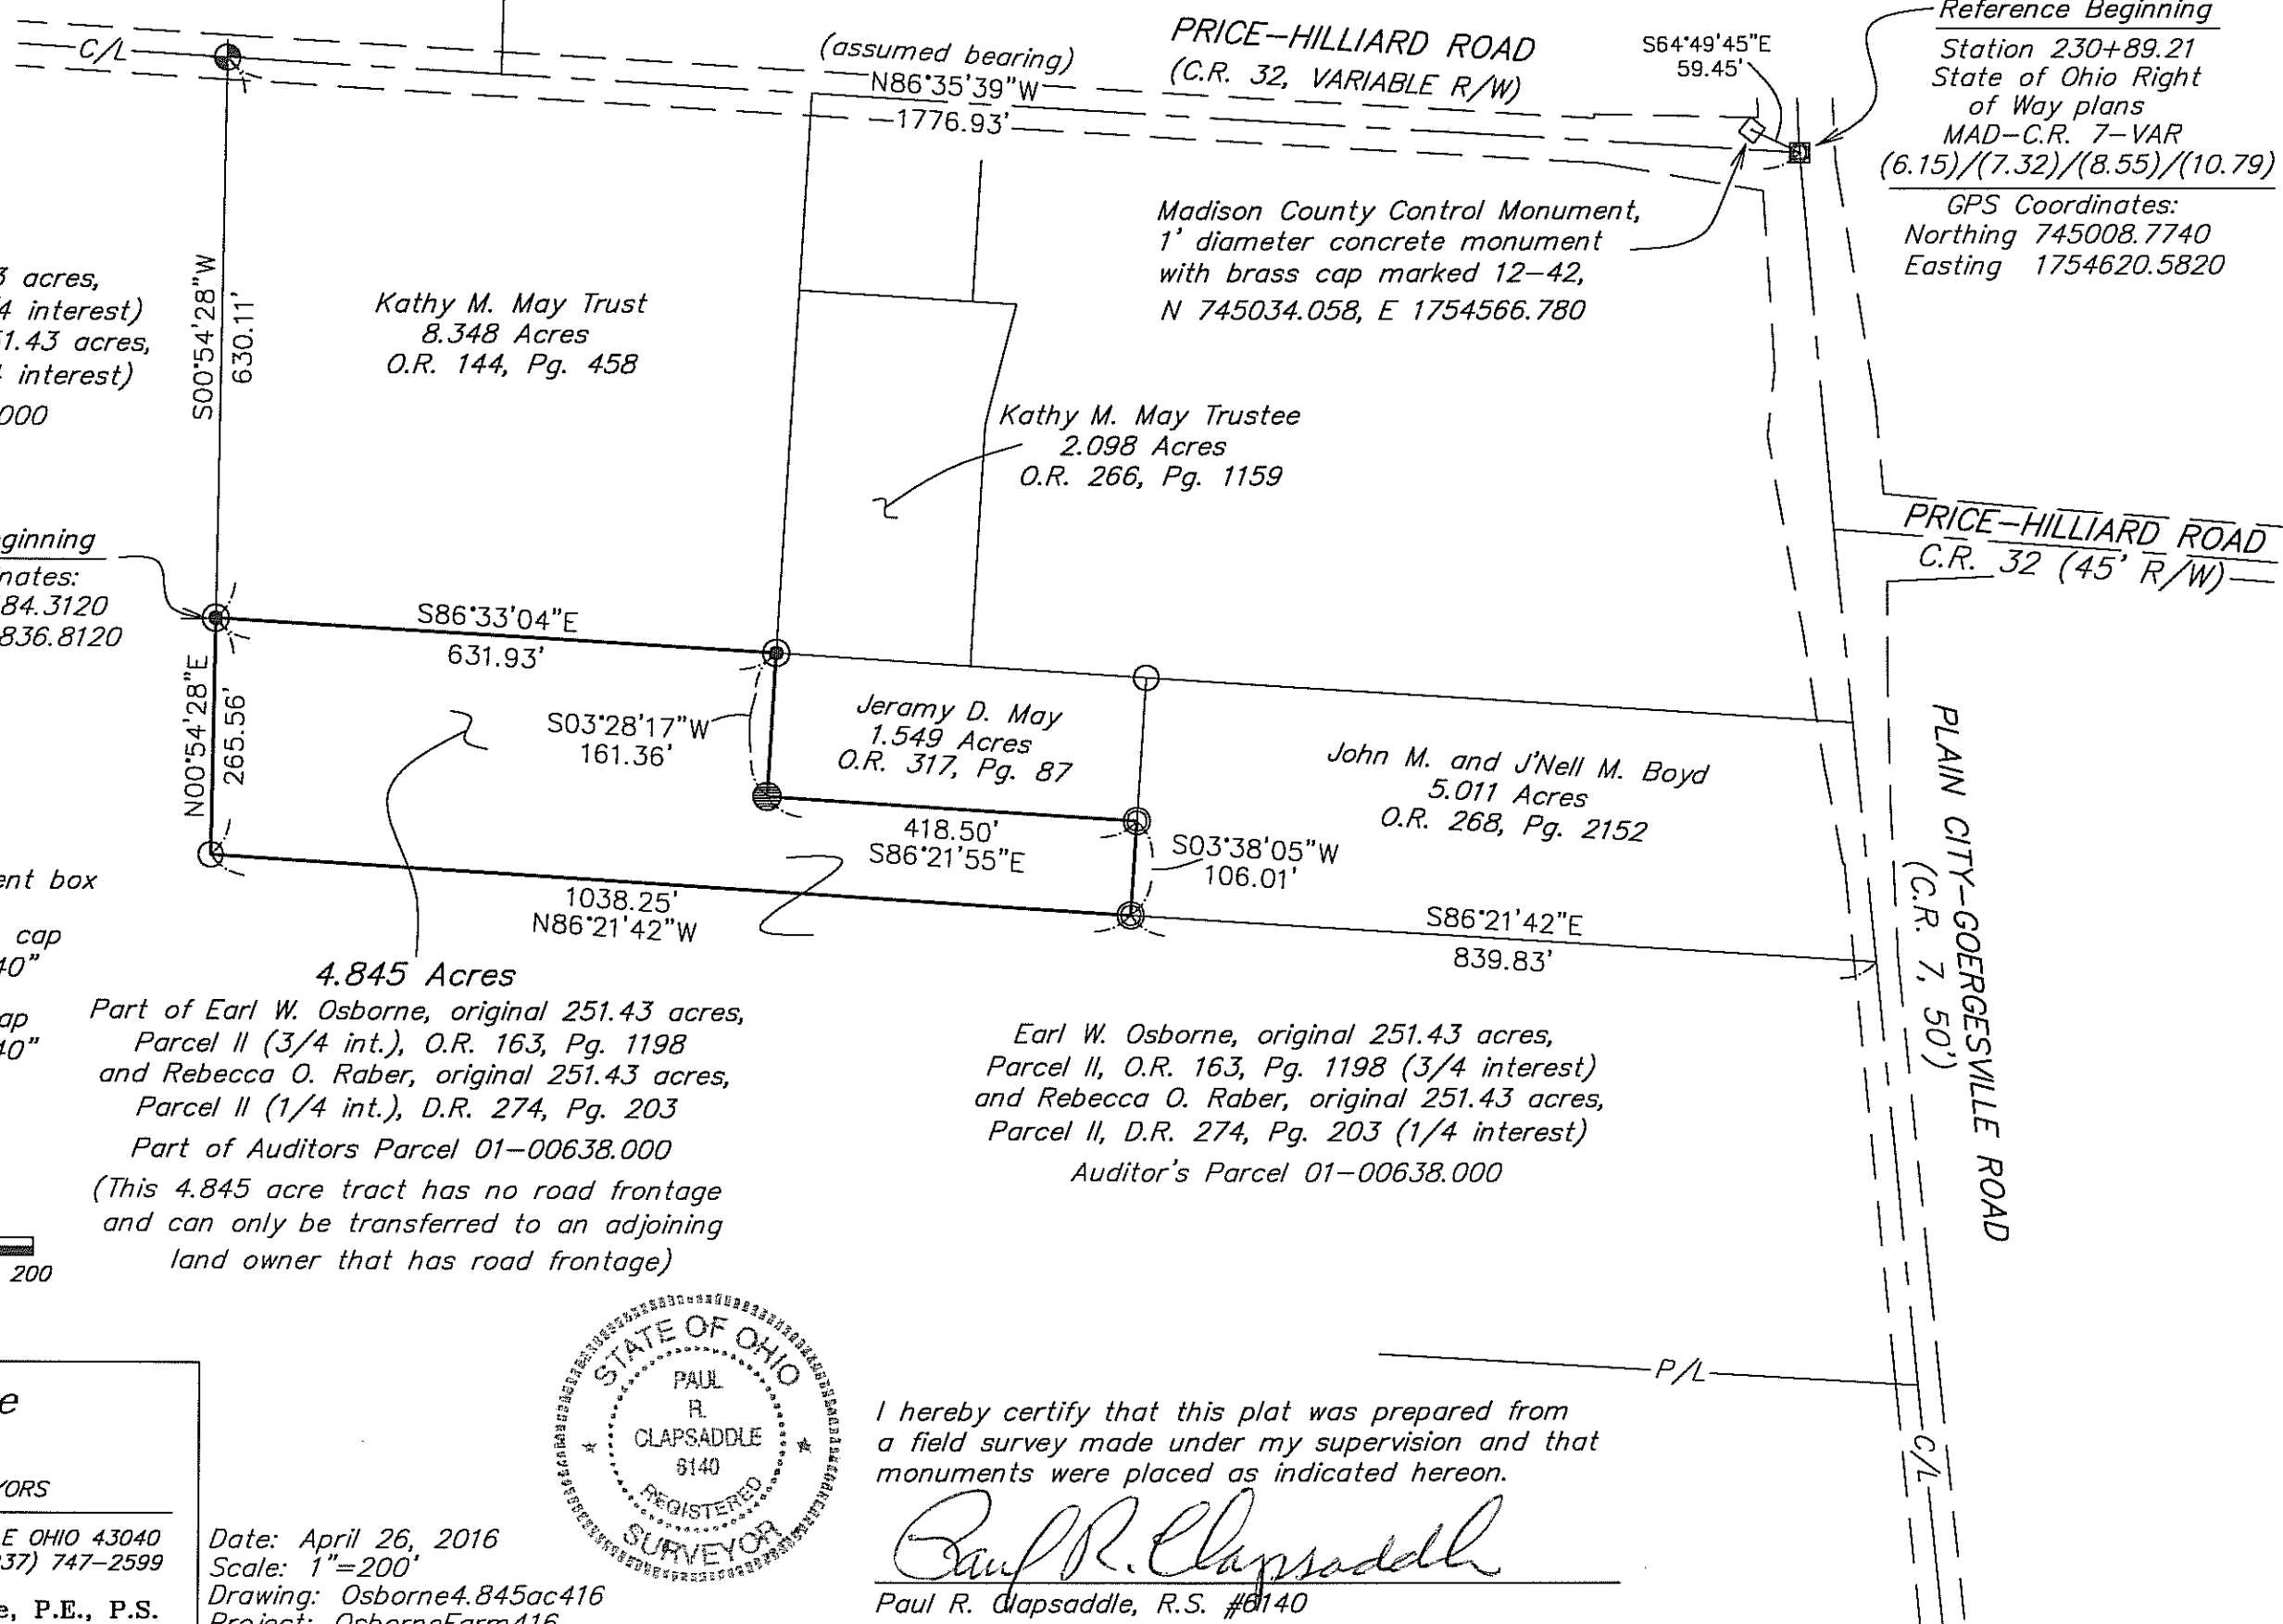 C/L
(assumed bearing)
N86°35'39"W
1776.93'
PRICE-HILLIARD ROAD
(C.R. 32, VARIABLE R/W)
S64°49'45"E
59.45'
Reference Beginning
Station 230+89.21
State of Ohio Right
of Way plans
MAD-C.R. 7-VAR
(6.15)/(7.32)/(8.55)/(10.79)
GPS Coordinates:
Northing 745008.7740
Easting 1754620.5820
Madison County Control Monument,
1' diameter concrete monument
with brass cap marked 12-42,
N 745034.058, E 1754566.780
acres,
interest)
1.43 acres,
interest)
000
S00°54'28"W
630.11'
Kathy M. May Trust
8.348 Acres
O.R. 144, Pg. 458
Kathy M. May Trustee
2.098 Acres
O.R. 266, Pg. 1159
PRICE-HILLIARD ROAD
C.R. 32 (45' R/W)
ginning
nates:
84.3120
836.8120
S86°33'04"E
631.93'
N00°54'28"E
265.56'
S03°28'17"W
161.36'
Jeramy D. May
1.549 Acres
O.R. 317, Pg. 87
John M. and J'Nell M. Boyd
5.011 Acres
O.R. 268, Pg. 2152
418.50'
S86°21'55"E
S03°38'05"W
106.01'
1038.25'
N86°21'42"W
S86°21'42"E
839.83'
PLAIN CITY-GOERGESVILLE ROAD
(C.R. 7, 50')
ent box
cap
40"
ap
40"
4.845 Acres
Part of Earl W. Osborne, original 251.43 acres,
Parcel II (3/4 int.), O.R. 163, Pg. 1198
and Rebecca O. Raber, original 251.43 acres,
Parcel II (1/4 int.), D.R. 274, Pg. 203
Part of Auditors Parcel 01-00638.000
(This 4.845 acre tract has no road frontage
and can only be transferred to an adjoining
land owner that has road frontage)
Earl W. Osborne, original 251.43 acres,
Parcel II, O.R. 163, Pg. 1198 (3/4 interest)
and Rebecca O. Raber, original 251.43 acres,
Parcel II, D.R. 274, Pg. 203 (1/4 interest)
Auditor's Parcel 01-00638.000
200
STATE OF OHIO
PAUL
R.
CLAPSADDLE
6140
REGISTERED
SURVEYOR
P/L
C/L
I hereby certify that this plat was prepared from
a field survey made under my supervision and that
monuments were placed as indicated hereon.
Paul R. Clapsaddle
Paul R. Clapsaddle, R.S. #6140
e
YORS
E OHIO 43040
37) 747-2599
e, P.E., P.S.
Date: April 26, 2016
Scale: 1"=200'
Drawing: Osborne4.845ac416
Project: OsborneFarm416